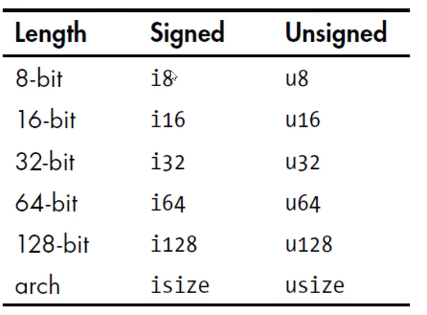 Length Signed Unsigned
8-bit i8 u8
16-bit i16 u16
32-bit i32 u32
64-bit i64 u64
128-bit i128 u128
arch isize usize